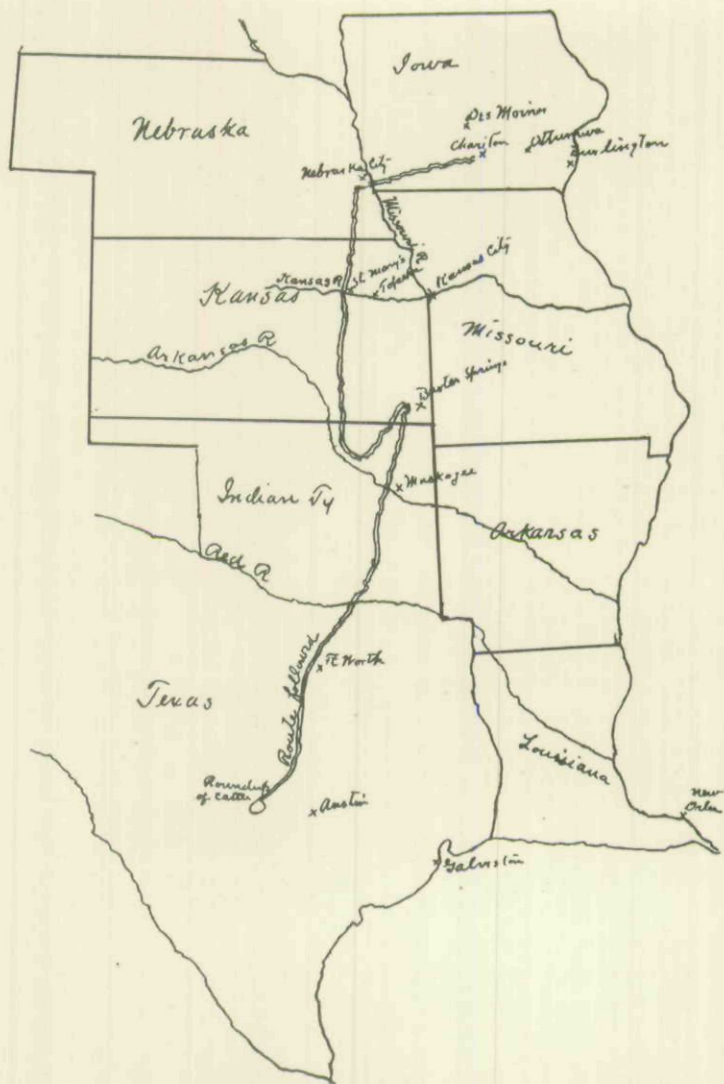 Iowa
Nebraska
Des Moines
Chariton
Ottumwa
Burlington
Nebraska City
Missouri R
Kansas R
St. Mary's
Topeka
Kansas City
Kansas
Missouri
Arkansas R
Baxter Springs
Indian Ty
Muskogee
Arkansas
Red R
Ft Worth
Route followed
Texas
Louisiana
Roundup
of cattle
Austin
New
Orlea
Galveston